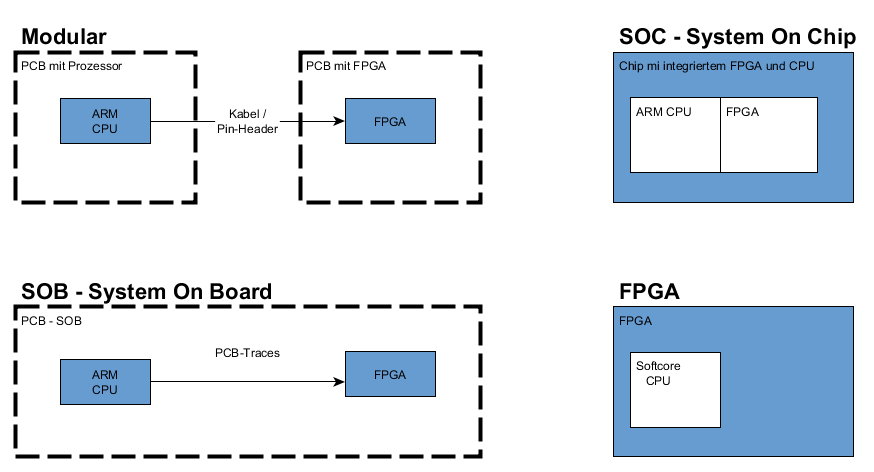 Modular
PCB mit Prozessor
ARM
CPU
Kabel /
Pin-Header
PCB mit FPGA
FPGA
SOC - System On Chip
Chip mi integriertem FPGA und CPU
ARM CPU
FPGA
SOB - System On Board
PCB - SOB
ARM
CPU
PCB-Traces
FPGA
FPGA
FPGA
Softcore
CPU